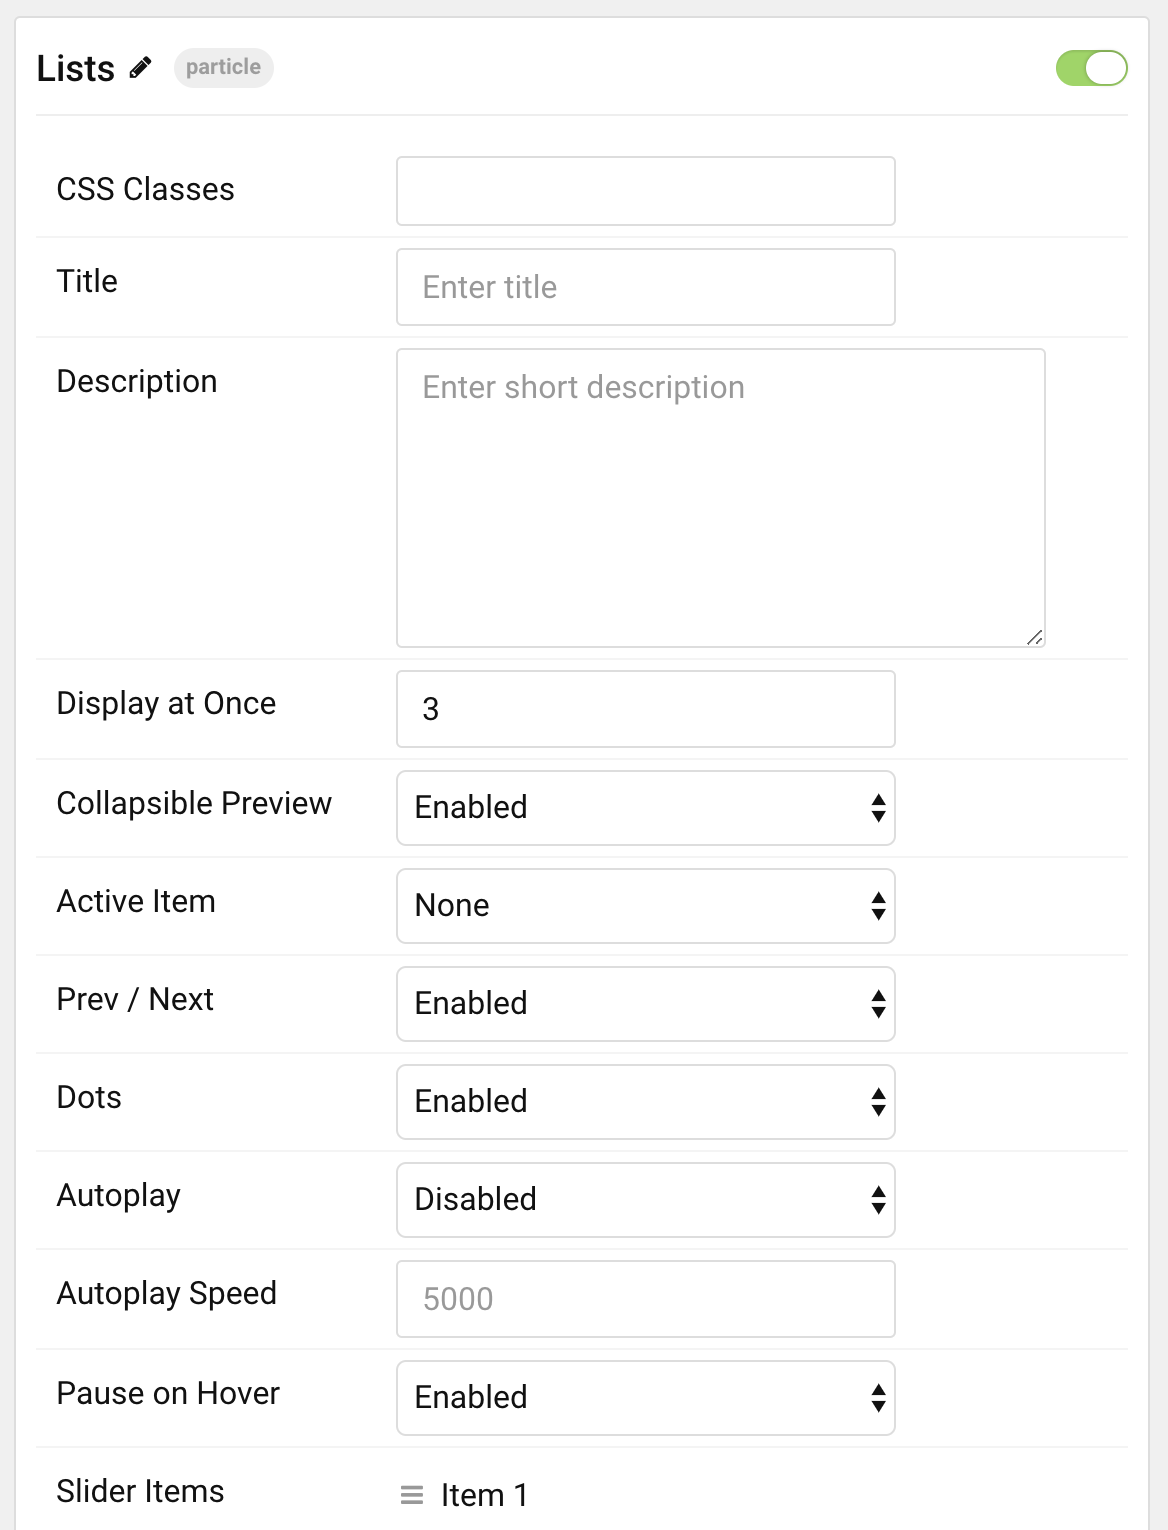 Lists particle
CSS Classes
Title Enter title
Description Enter short description
Display at Once 3
Collapsible Preview Enabled
Active Item None
Prev / Next Enabled
Dots Enabled
Autoplay Disabled
Autoplay Speed 5000
Pause on Hover Enabled
Slider Items Item 1